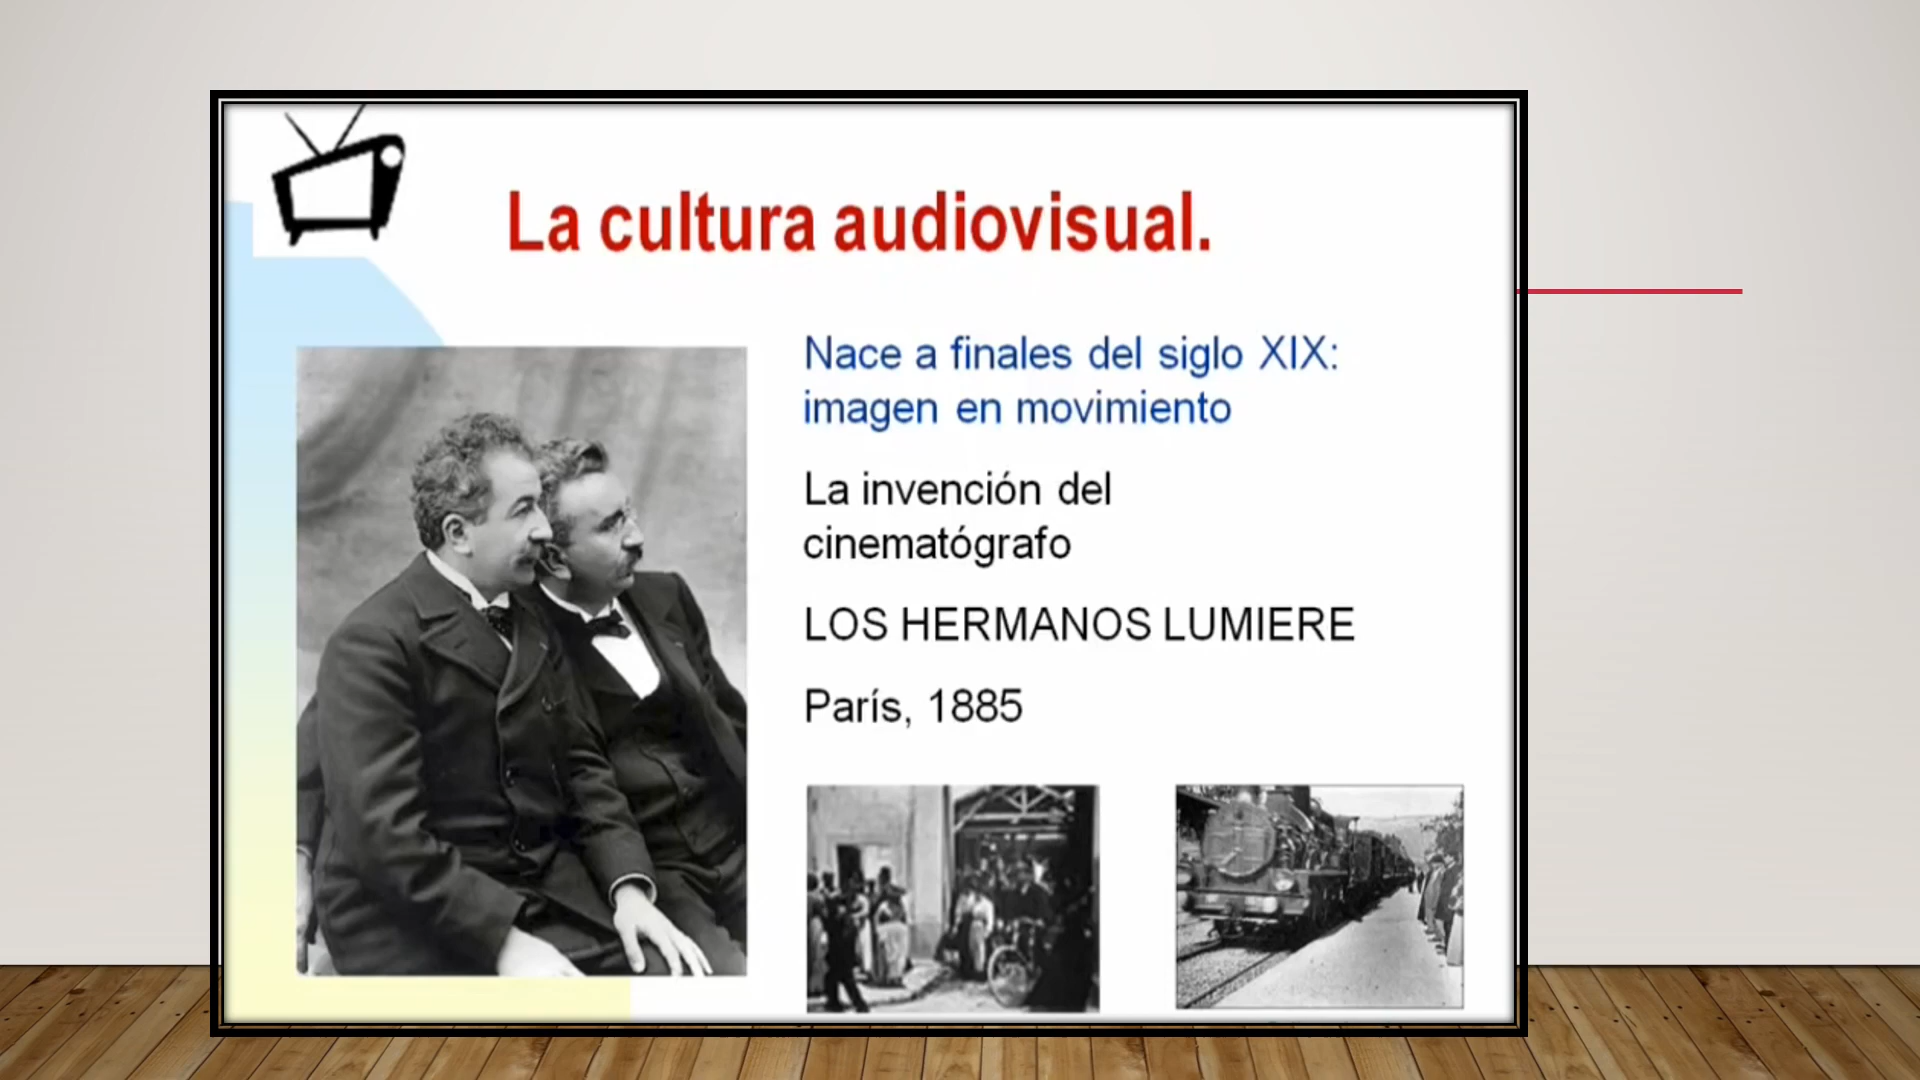 La cultura audiovisual.
Nace a finales del siglo XIX:
imagen en movimiento
La invención del
cinematógrafo
LOS HERMANOS LUMIERE
París, 1885